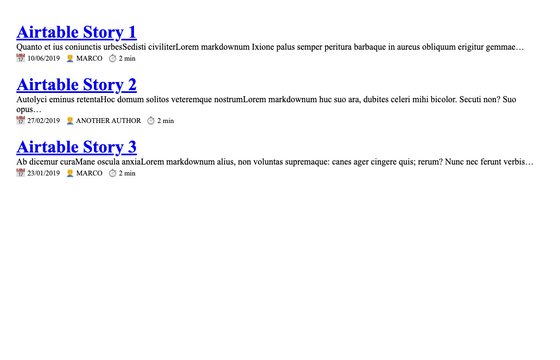 Airtable Story 1
Quanto et ius coniunctis urbesSedisti civiliterLorem markdownum Ixione palus semper peritura barbaque in aureus obliquum erigitur gemmae…
10/06/2019 MARCO 2 min
Airtable Story 2
Autolyci eminus retentaHoc domum solitos veteremque nostrumLorem markdownum huc suo ara, dubites celeri mihi bicolor. Secuti non? Suo
opus…
27/02/2019 ANOTHER AUTHOR 2 min
Airtable Story 3
Ab dicemur curaMane oscula anxiaLorem markdownum alius, non voluntas supremaque: canes ager cingere quis; rerum? Nunc nec ferunt verbis…
23/01/2019 MARCO 2 min